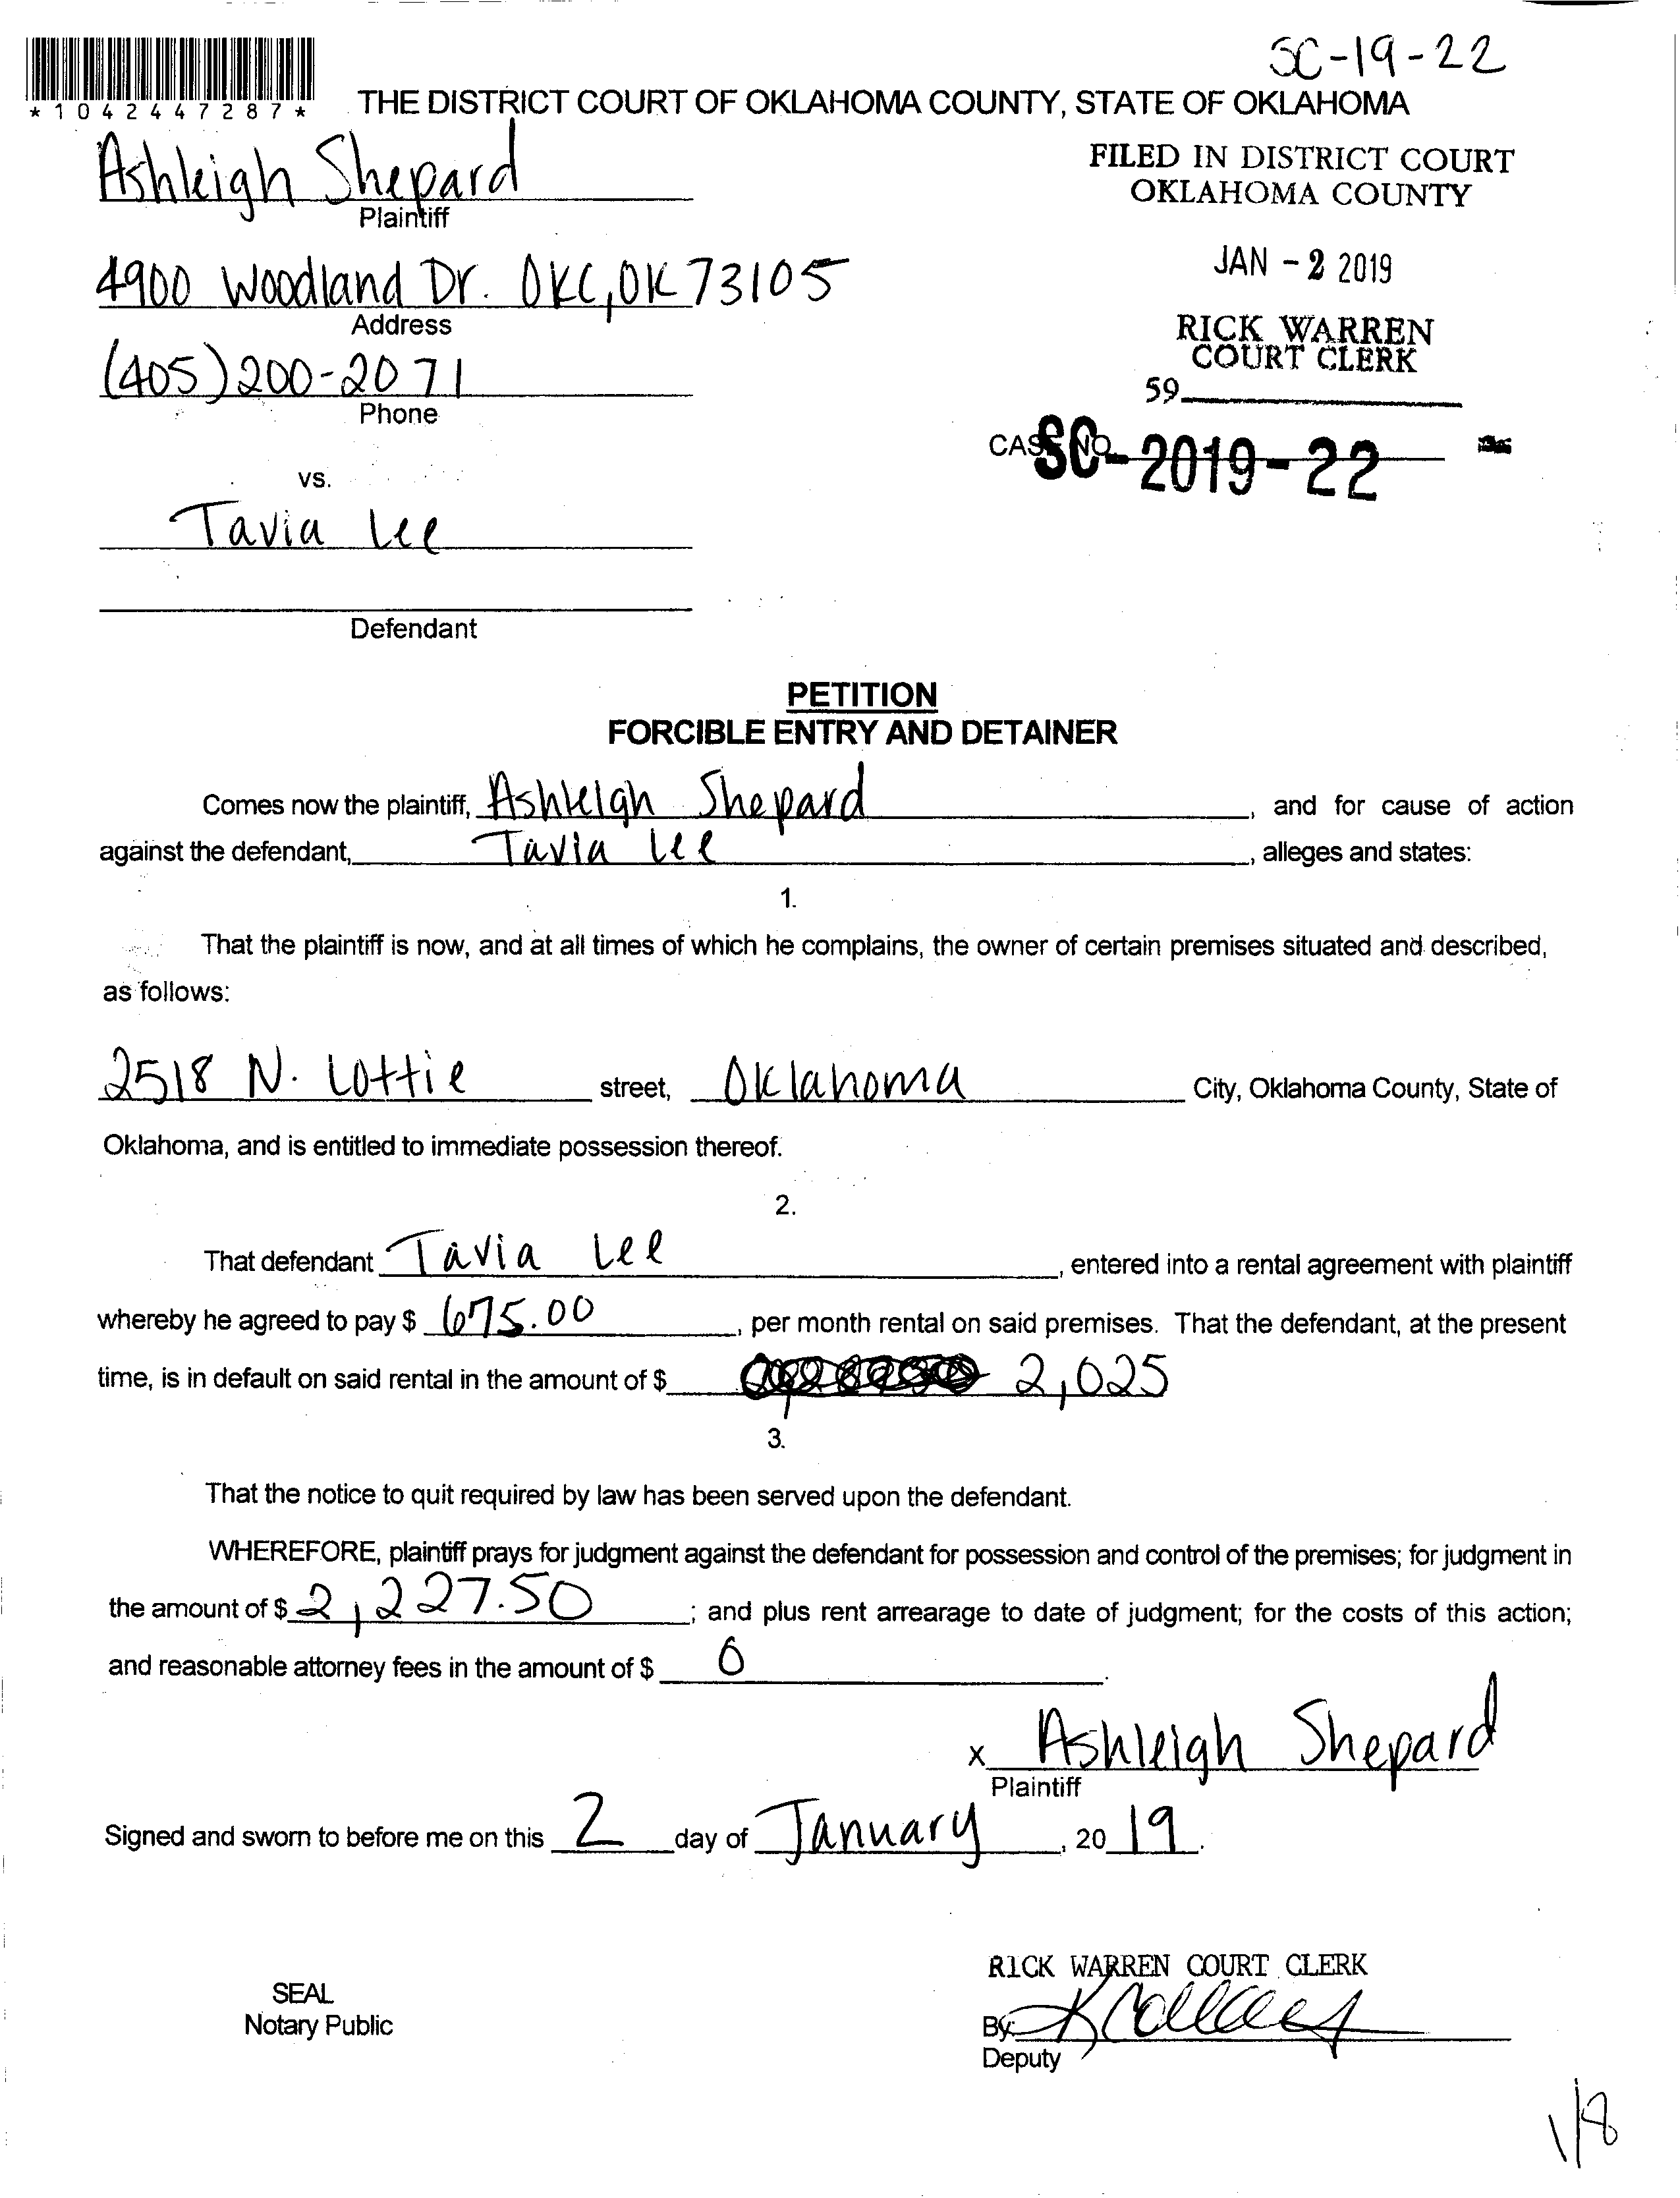 SC-19-22
*1042447287*
THE DISTRICT COURT OF OKLAHOMA COUNTY, STATE OF OKLAHOMA
Ashleigh Shepard
Plaintiff
FILED IN DISTRICT COURT
OKLAHOMA COUNTY
4900 Woodland Dr. OKC, OK 73105
Address
JAN - 2 2019
(405) 200-2071
Phone
RICK WARREN
COURT CLERK
59
CASE NO. SC-2019-22
vs.
Tavia Lee
Defendant
PETITION
FORCIBLE ENTRY AND DETAINER
Comes now the plaintiff, Ashleigh Shepard, and for cause of action
against the defendant, Tavia Lee, alleges and states:
1.
That the plaintiff is now, and at all times of which he complains, the owner of certain premises situated and described,
as follows:
2518 N. Lottie street, Oklahoma City, Oklahoma County, State of
Oklahoma, and is entitled to immediate possession thereof.
2.
That defendant Tavia Lee, entered into a rental agreement with plaintiff
whereby he agreed to pay $ 675.00, per month rental on said premises. That the defendant, at the present
time, is in default on said rental in the amount of $ 2,025
3.
That the notice to quit required by law has been served upon the defendant.
WHEREFORE, plaintiff prays for judgment against the defendant for possession and control of the premises; for judgment in
the amount of $ 2,227.50; and plus rent arrearage to date of judgment; for the costs of this action;
and reasonable attorney fees in the amount of $ 0.
x Ashleigh Shepard
Plaintiff
Signed and sworn to before me on this 2 day of January, 20 19.
RICK WARREN COURT CLERK
SEAL
Notary Public
By:
Deputy
1/8